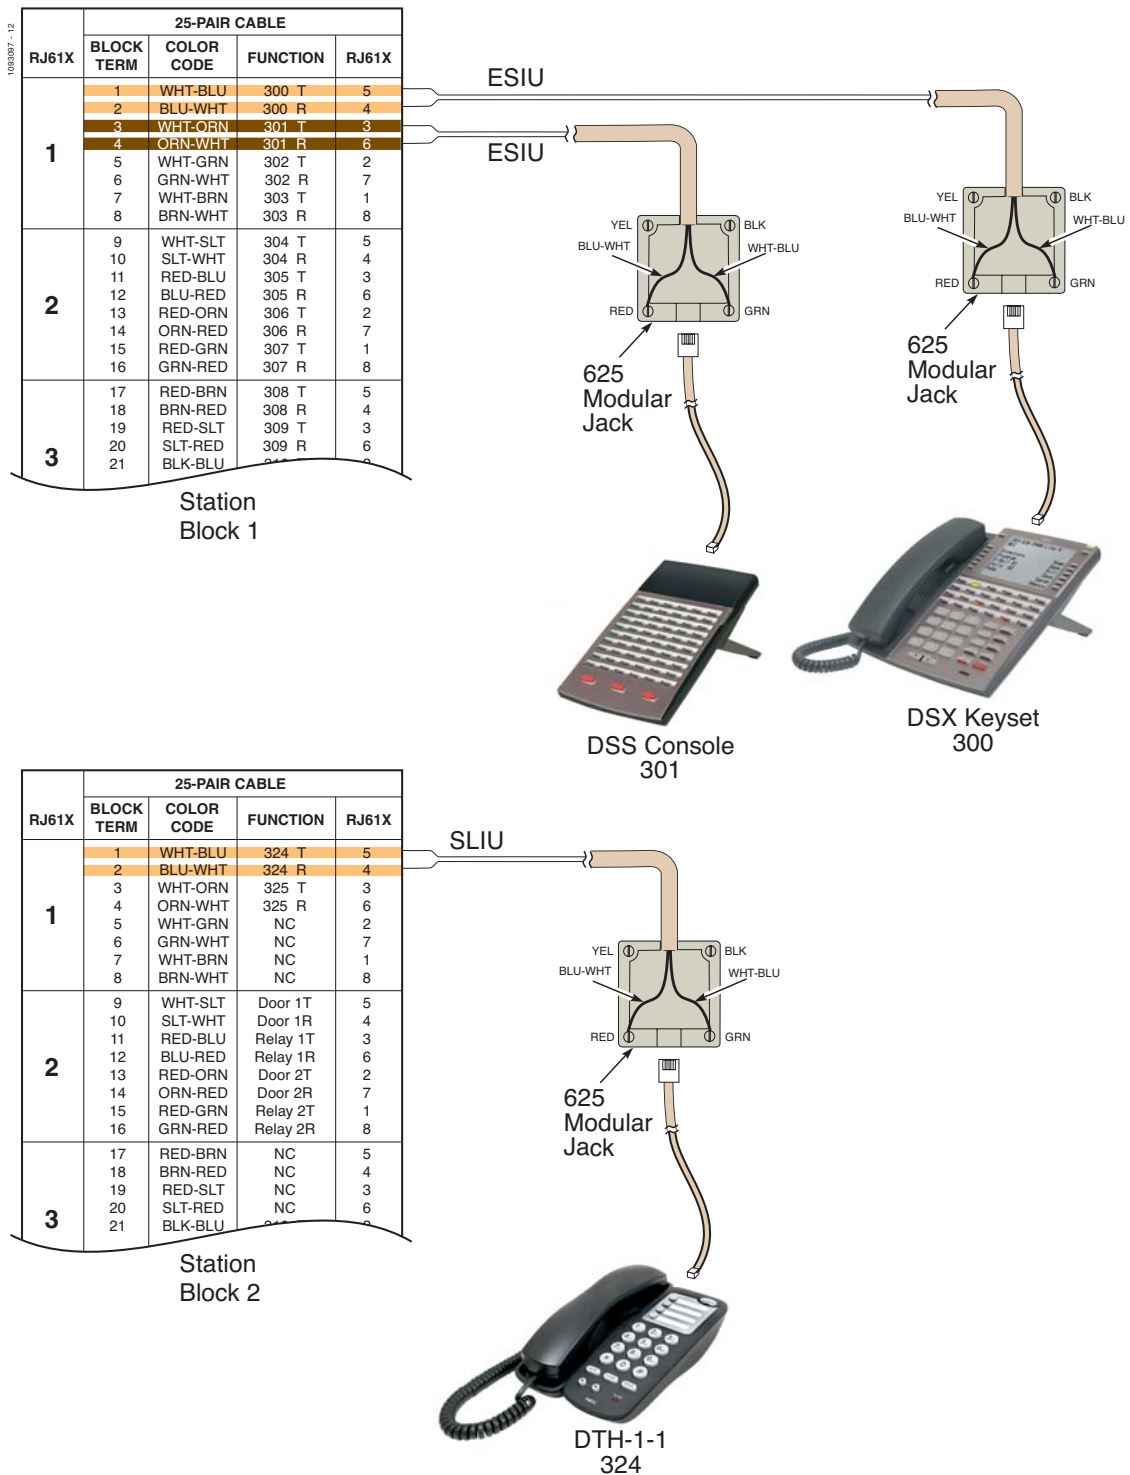 1093097 - 12
25-PAIR CABLE
RJ61X BLOCK TERM COLOR CODE FUNCTION RJ61X
1
1 WHT-BLU 300 T 5
2 BLU-WHT 300 R 4
3 WHT-ORN 301 T 3
4 ORN-WHT 301 R 6
5 WHT-GRN 302 T 2
6 GRN-WHT 302 R 7
7 WHT-BRN 303 T 1
8 BRN-WHT 303 R 8
2
9 WHT-SLT 304 T 5
10 SLT-WHT 304 R 4
11 RED-BLU 305 T 3
12 BLU-RED 305 R 6
13 RED-ORN 306 T 2
14 ORN-RED 306 R 7
15 RED-GRN 307 T 1
16 GRN-RED 307 R 8
3
17 RED-BRN 308 T 5
18 BRN-RED 308 R 4
19 RED-SLT 309 T 3
20 SLT-RED 309 R 6
21 BLK-BLU
Station
Block 1
ESIU
ESIU
YEL
BLK
BLU-WHT
WHT-BLU
RED
GRN
625
Modular
Jack
YEL
BLK
BLU-WHT
WHT-BLU
RED
GRN
625
Modular
Jack
DSS Console
301
DSX Keyset
300
25-PAIR CABLE
RJ61X BLOCK TERM COLOR CODE FUNCTION RJ61X
1
1 WHT-BLU 324 T 5
2 BLU-WHT 324 R 4
3 WHT-ORN 325 T 3
4 ORN-WHT 325 R 6
5 WHT-GRN NC 2
6 GRN-WHT NC 7
7 WHT-BRN NC 1
8 BRN-WHT NC 8
2
9 WHT-SLT Door 1T 5
10 SLT-WHT Door 1R 4
11 RED-BLU Relay 1T 3
12 BLU-RED Relay 1R 6
13 RED-ORN Door 2T 2
14 ORN-RED Door 2R 7
15 RED-GRN Relay 2T 1
16 GRN-RED Relay 2R 8
3
17 RED-BRN NC 5
18 BRN-RED NC 4
19 RED-SLT NC 3
20 SLT-RED NC 6
21 BLK-BLU
Station
Block 2
SLIU
YEL
BLK
BLU-WHT
WHT-BLU
RED
GRN
625
Modular
Jack
DTH-1-1
324